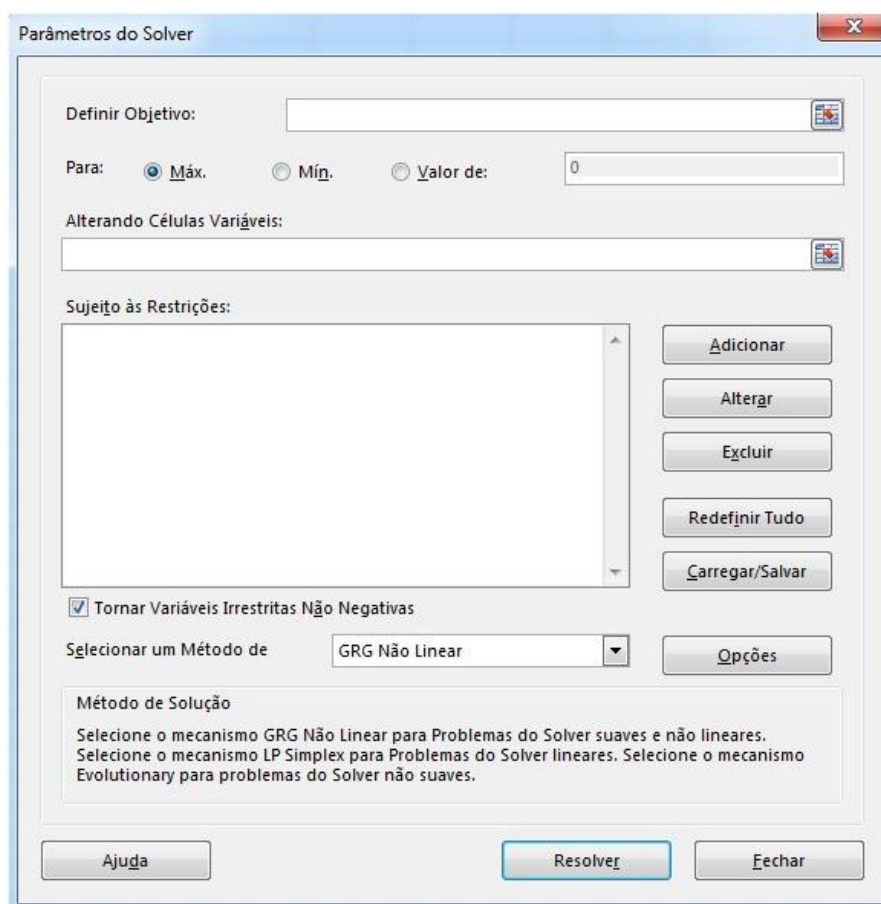 Parâmetros do Solver
Definir Objetivo:
Para: Máx. Mín. Valor de: 0
Alterando Células Variáveis:
Sujeito às Restrições:
Adicionar
Alterar
Excluir
Redefinir Tudo
Carregar/Salvar
Tornar Variáveis Irrestritas Não Negativas
Selecionar um Método de GRG Não Linear Opções
Método de Solução
Selecione o mecanismo GRG Não Linear para Problemas do Solver suaves e não lineares.
Selecione o mecanismo LP Simplex para Problemas do Solver lineares. Selecione o mecanismo
Evolutionary para problemas do Solver não suaves.
Ajuda Resolver Fechar